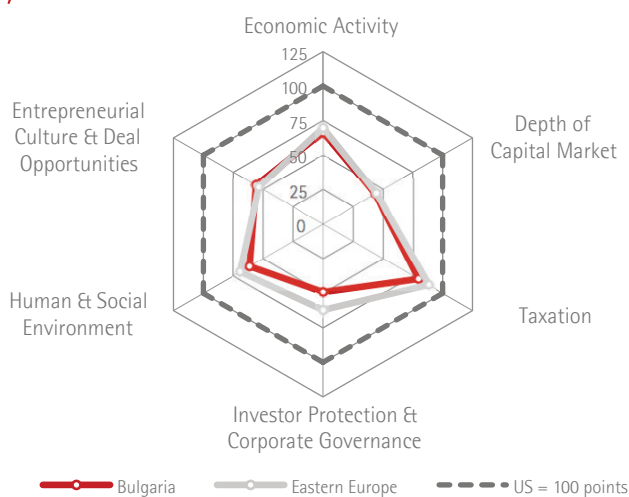 Economic Activity
125
100
75
50
25
0
Entrepreneurial
Culture & Deal
Opportunities
Depth of
Capital Market
Human & Social
Environment
Taxation
Investor Protection &
Corporate Governance
Bulgaria
Eastern Europe
US = 100 points